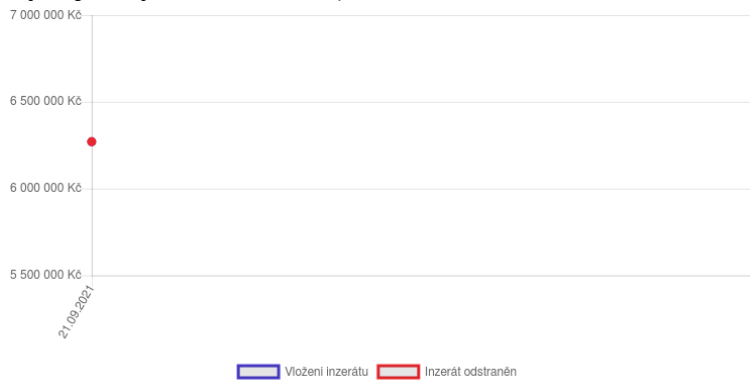 7 000 000 Kč
6 500 000 Kč
6 000 000 Kč
5 500 000 Kč
21.09.2021
Vložení inzerátu Inzerát odstraněn